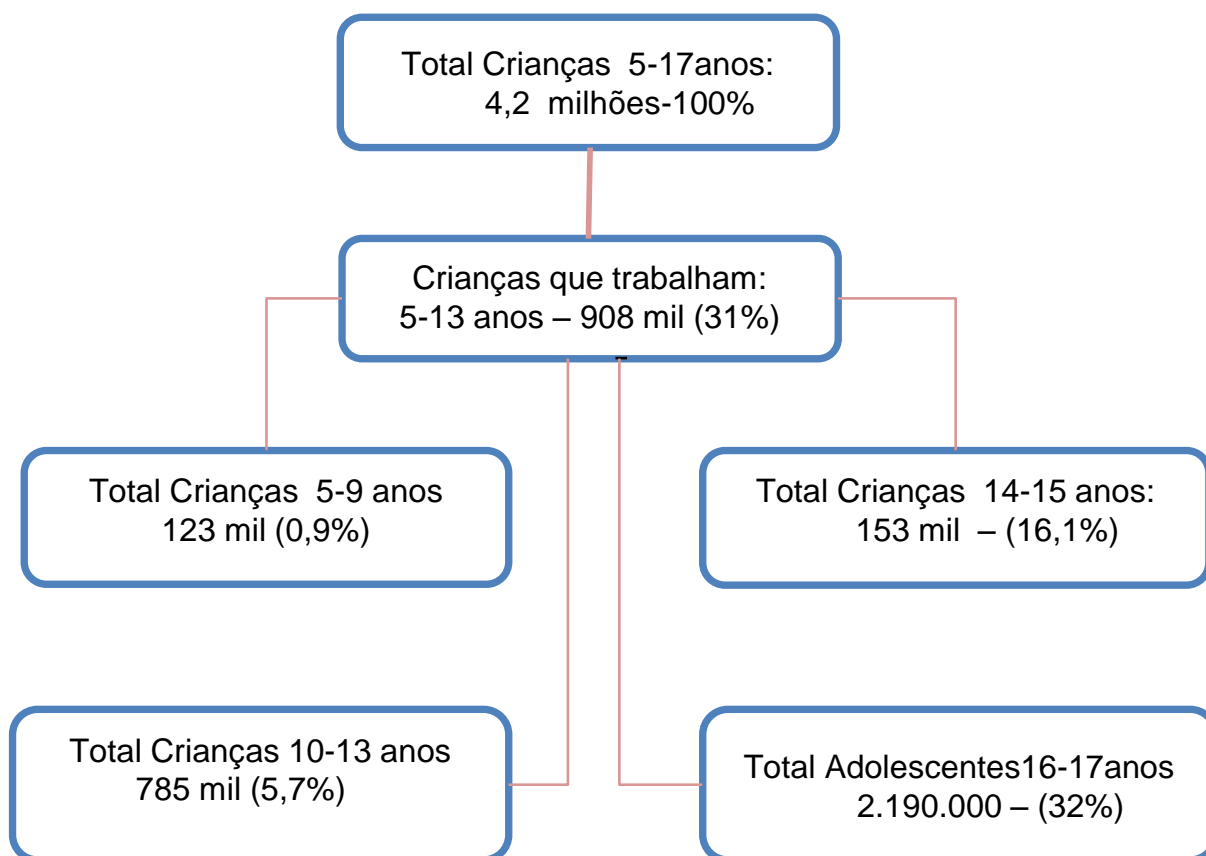 Total Crianças 5-17anos:
4,2 milhões-100%
Crianças que trabalham:
5-13 anos – 908 mil (31%)
Total Crianças 5-9 anos
123 mil (0,9%)
Total Crianças 14-15 anos:
153 mil – (16,1%)
Total Crianças 10-13 anos
785 mil (5,7%)
Total Adolescentes16-17anos
2.190.000 – (32%)